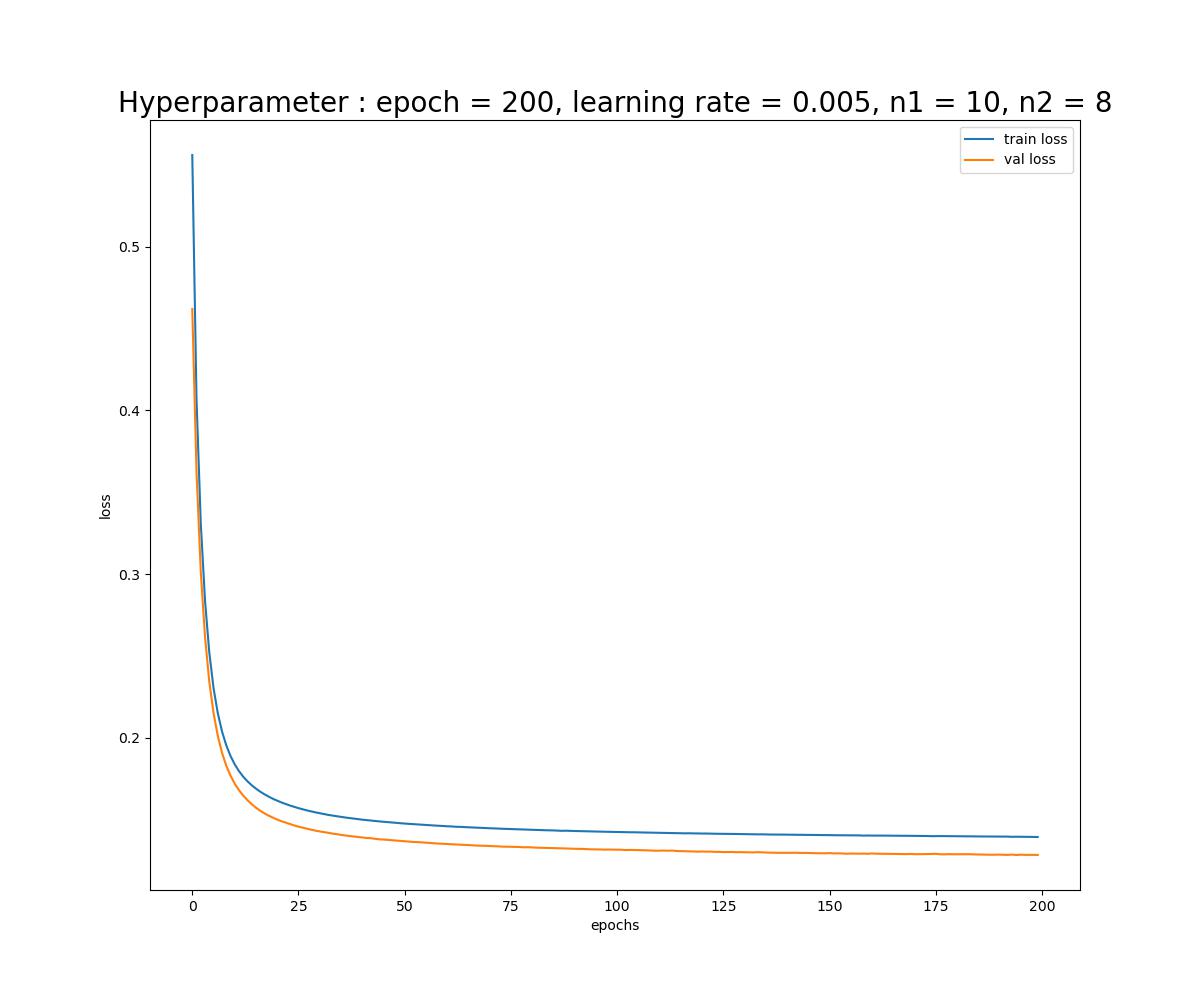 Hyperparameter : epoch = 200, learning rate = 0.005, n1 = 10, n2 = 8
train loss
val loss
0.5
0.4
0.3
0.2
loss
0 25 50 75 100 125 150 175 200
epochs